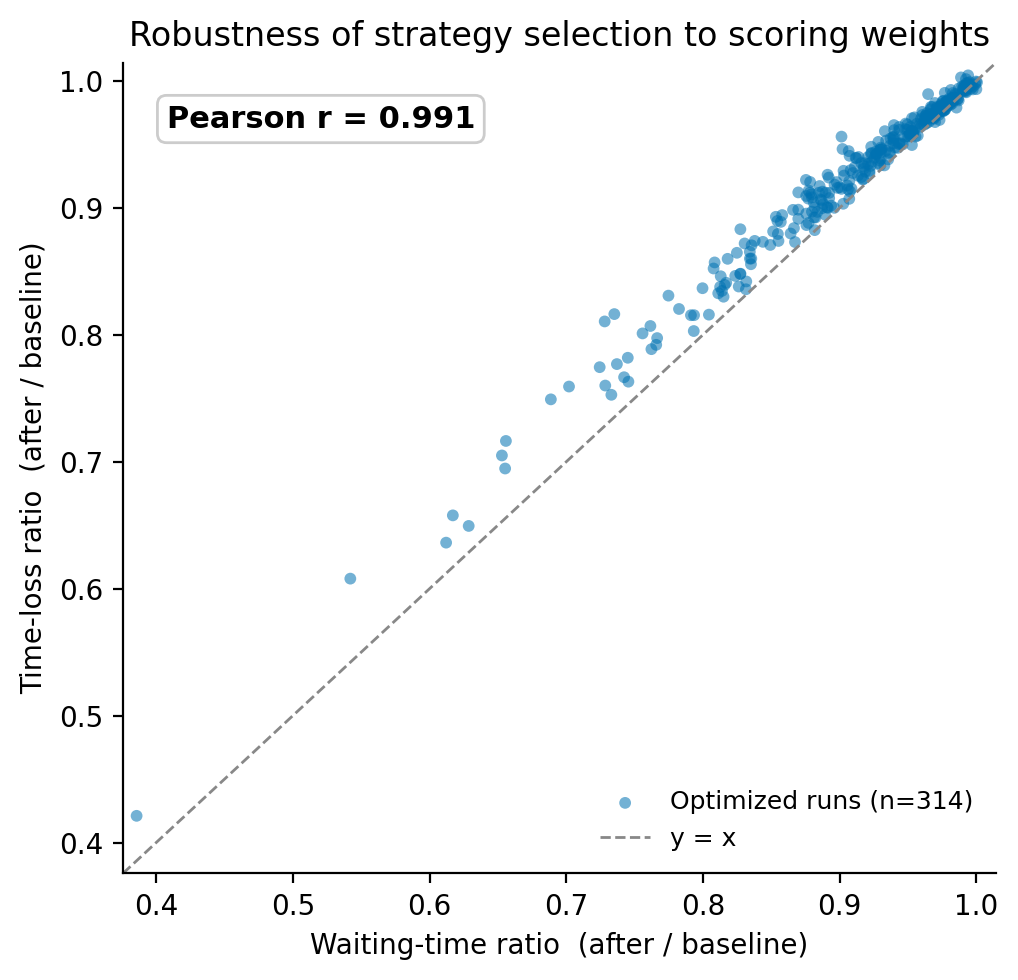 Robustness of strategy selection to scoring weights
Pearson r = 0.991
Time-loss ratio (after / baseline)
1.0
0.9
0.8
0.7
0.6
0.5
0.4
Optimized runs (n=314)
y = x
0.4 0.5 0.6 0.7 0.8 0.9 1.0
Waiting-time ratio (after / baseline)